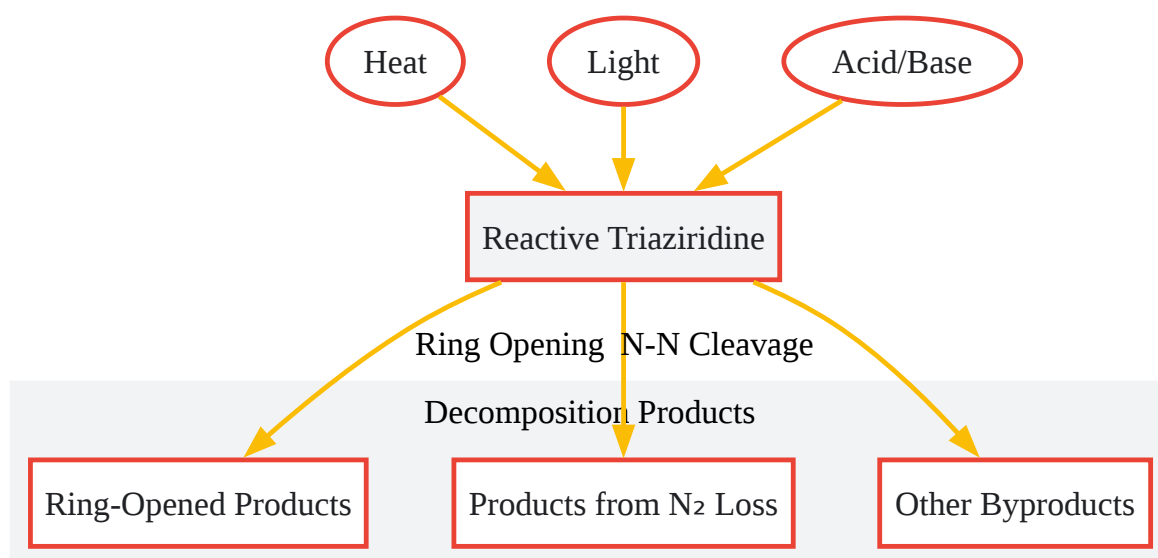 Heat
Light
Acid/Base
Reactive Triaziridine
Ring Opening
N-N Cleavage
Decomposition Products
Ring-Opened Products
Products from N₂ Loss
Other Byproducts